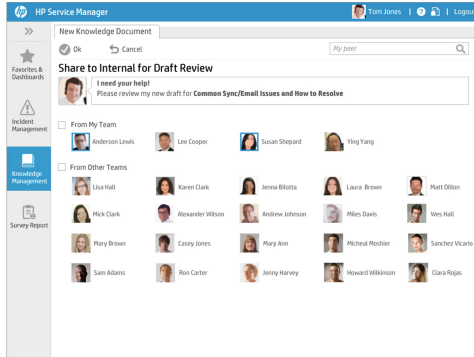 hp HP Service Manager
Tom Jones | ? | Logou
New Knowledge Document
Ok Cancel My peer
Favorites &
Dashboards
Share to Internal for Draft Review
I need your help!
Please review my new draft for Common Sync/Email Issues and How to Resolve
Incident
Management
From My Team
Anderson Lewis Lee Cooper Susan Shepard Ying Yang
Knowledge
Management
From Other Teams
Lisa Hall Karen Clark Jenna Bilotta Laura Brown Matt Dillon
Survey Report
Mick Clark Alexander Wilson Andrew Johnson Miles Davis Wes Hall
Mary Brown Casey Jones Mary Ann Micheal Moshler Sanchez Vicario
Sam Adams Ron Carter Jenny Harvey Howard Wilkinson Clara Rojas